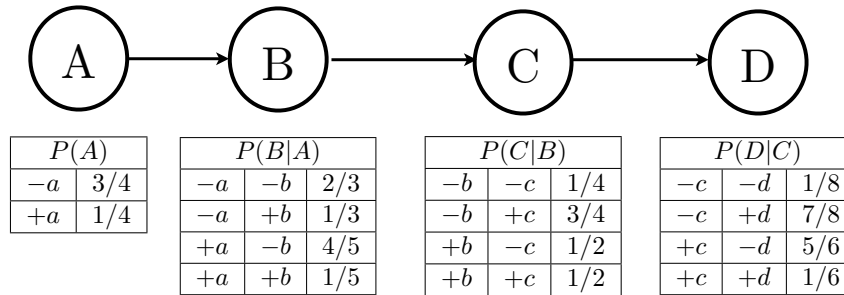 A B C D
P(A) P(B|A) P(C|B) P(D|C)
−a 3/4 −a −b 2/3 −b −c 1/4 −c −d 1/8
+a 1/4 −a +b 1/3 −b +c 3/4 −c +d 7/8
+a −b 4/5 +b −c 1/2 +c −d 5/6
+a +b 1/5 +b +c 1/2 +c +d 1/6